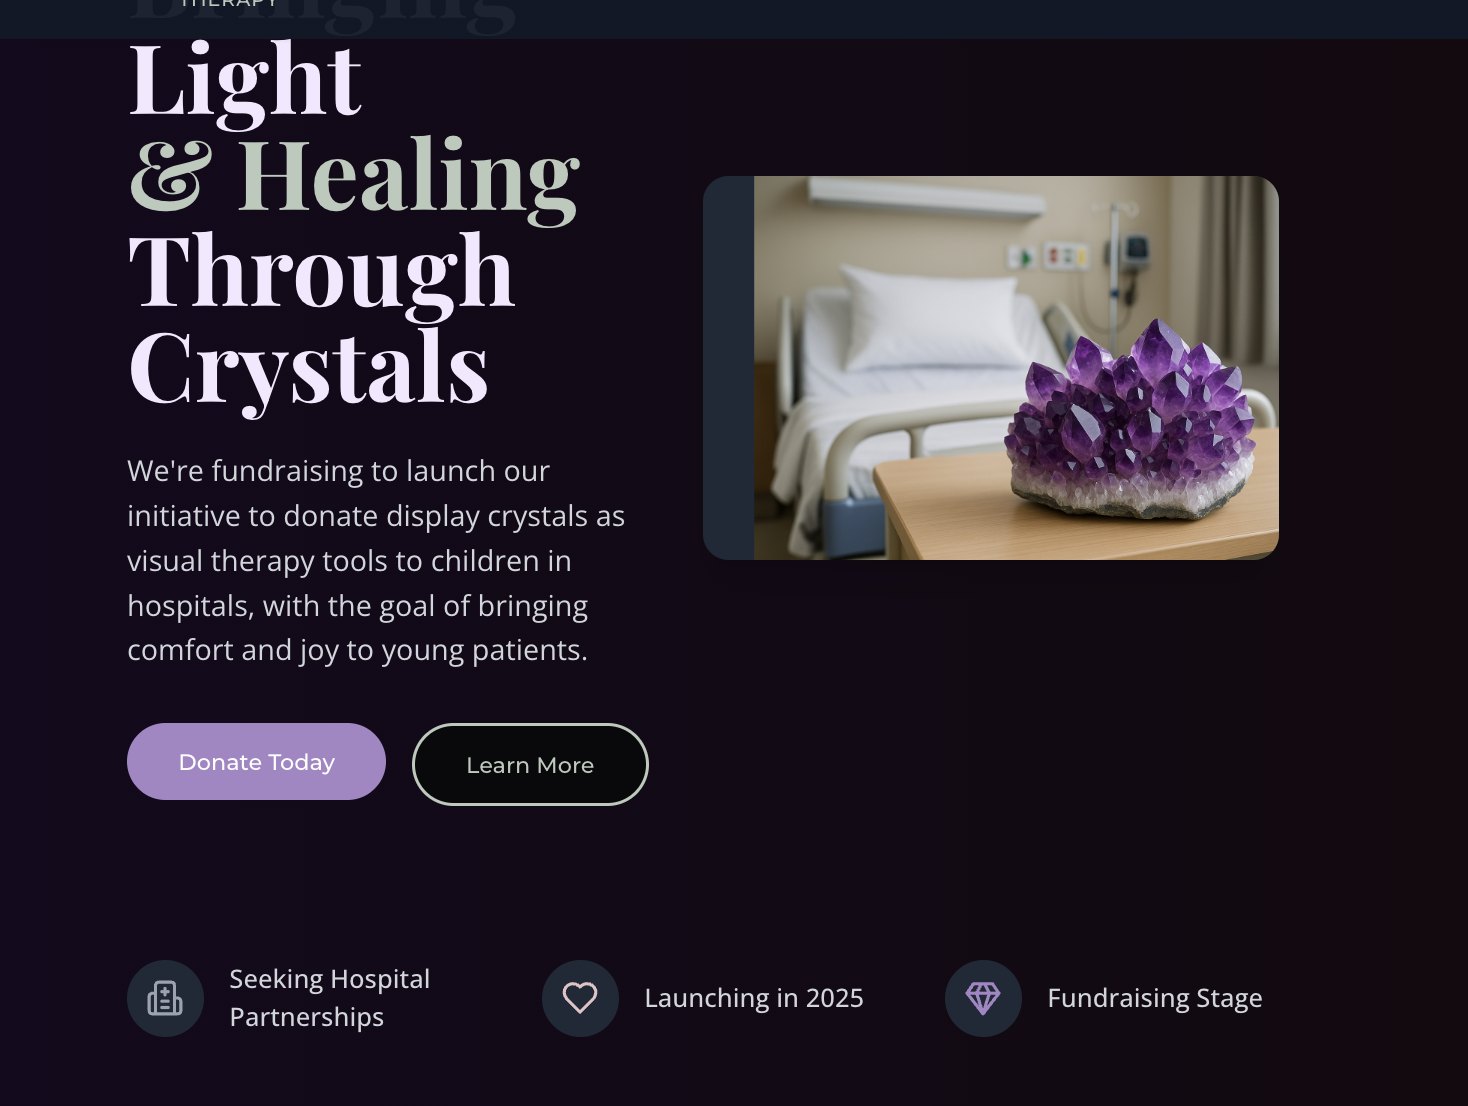 THERAPY
Bringing
Light
& Healing
Through
Crystals
We're fundraising to launch our
initiative to donate display crystals as
visual therapy tools to children in
hospitals, with the goal of bringing
comfort and joy to young patients.
Donate Today
Learn More
Seeking Hospital
Partnerships
Launching in 2025
Fundraising Stage